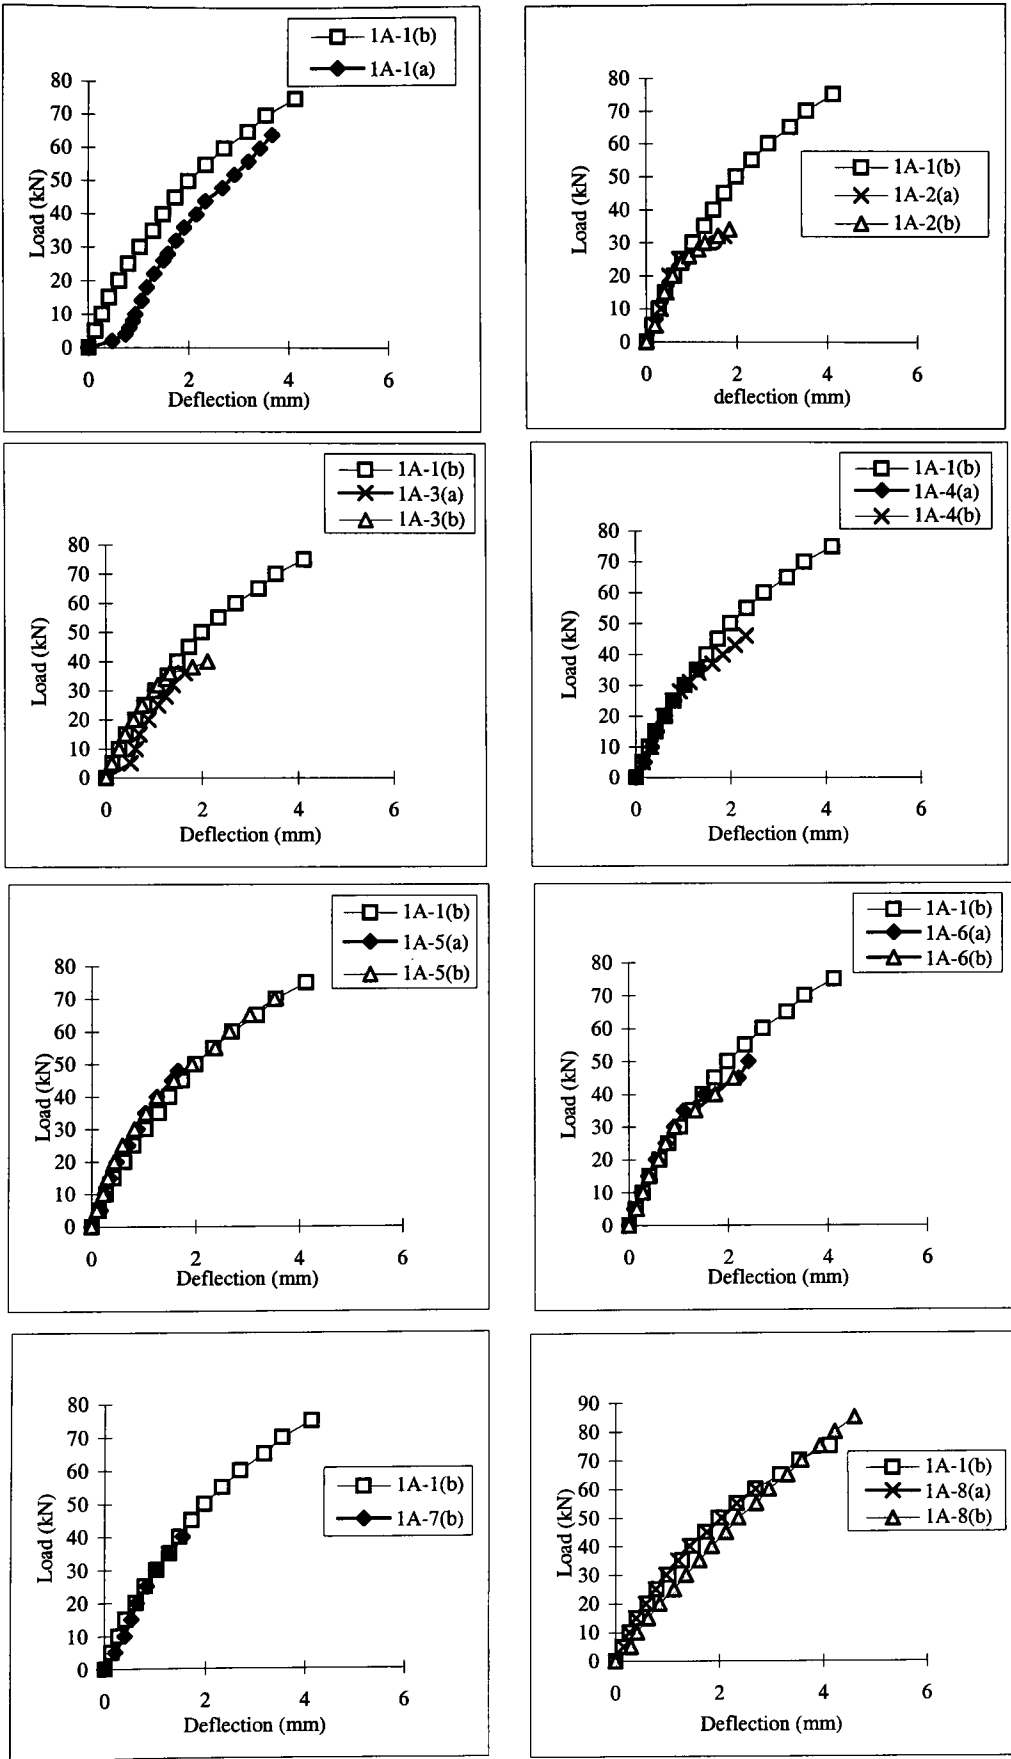 1A-1(b)
1A-1(a)
80
70
60
50
40
30
20
10
0
Load (kN)
0 2 4 6
Deflection (mm)
1A-1(b)
1A-2(a)
1A-2(b)
80
70
60
50
40
30
20
10
0
Load (kN)
0 2 4 6
deflection (mm)
1A-1(b)
1A-3(a)
1A-3(b)
80
70
60
50
40
30
20
10
0
Load (kN)
0 2 4 6
Deflection (mm)
1A-1(b)
1A-4(a)
1A-4(b)
80
70
60
50
40
30
20
10
0
Load (kN)
0 2 4 6
Deflection (mm)
1A-1(b)
1A-5(a)
1A-5(b)
80
70
60
50
40
30
20
10
0
Load (kN)
0 2 4 6
Deflection (mm)
1A-1(b)
1A-6(a)
1A-6(b)
80
70
60
50
40
30
20
10
0
Load (kN)
0 2 4 6
Deflection (mm)
1A-1(b)
1A-7(b)
80
70
60
50
40
30
20
10
0
Load (kN)
0 2 4 6
Deflection (mm)
1A-1(b)
1A-8(a)
1A-8(b)
90
80
70
60
50
40
30
20
10
0
Load (kN)
0 2 4 6
Deflection (mm)